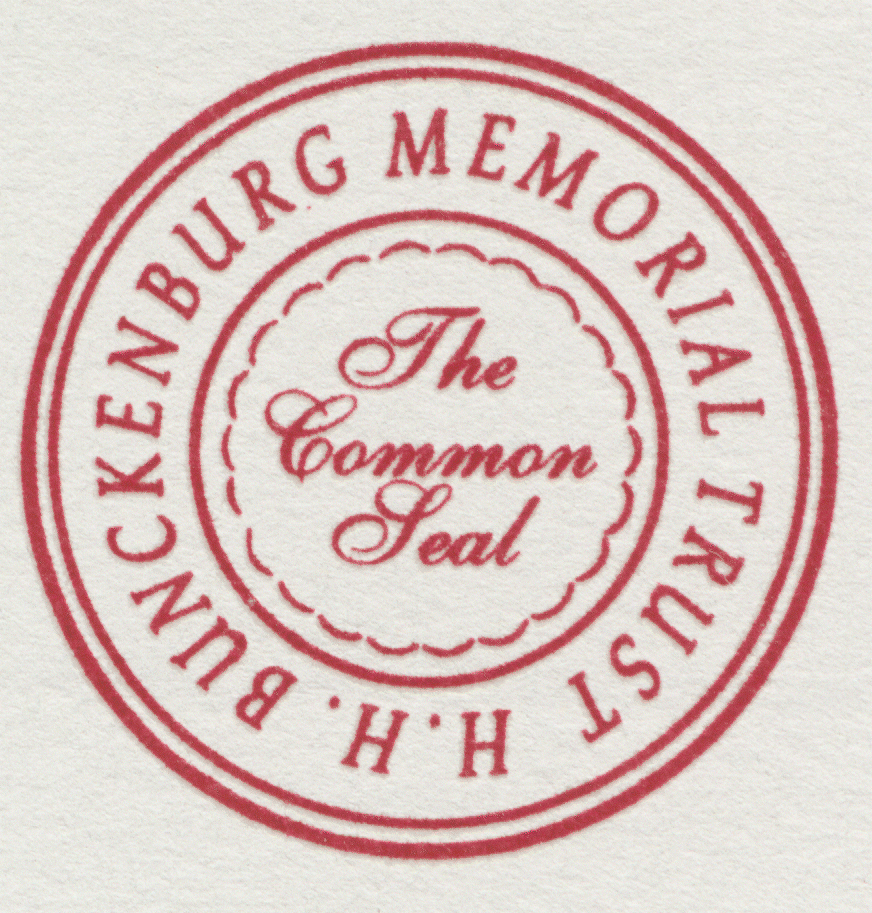 H.H. BUNCKENBURG MEMORIAL TRUST
The
Common
Seal